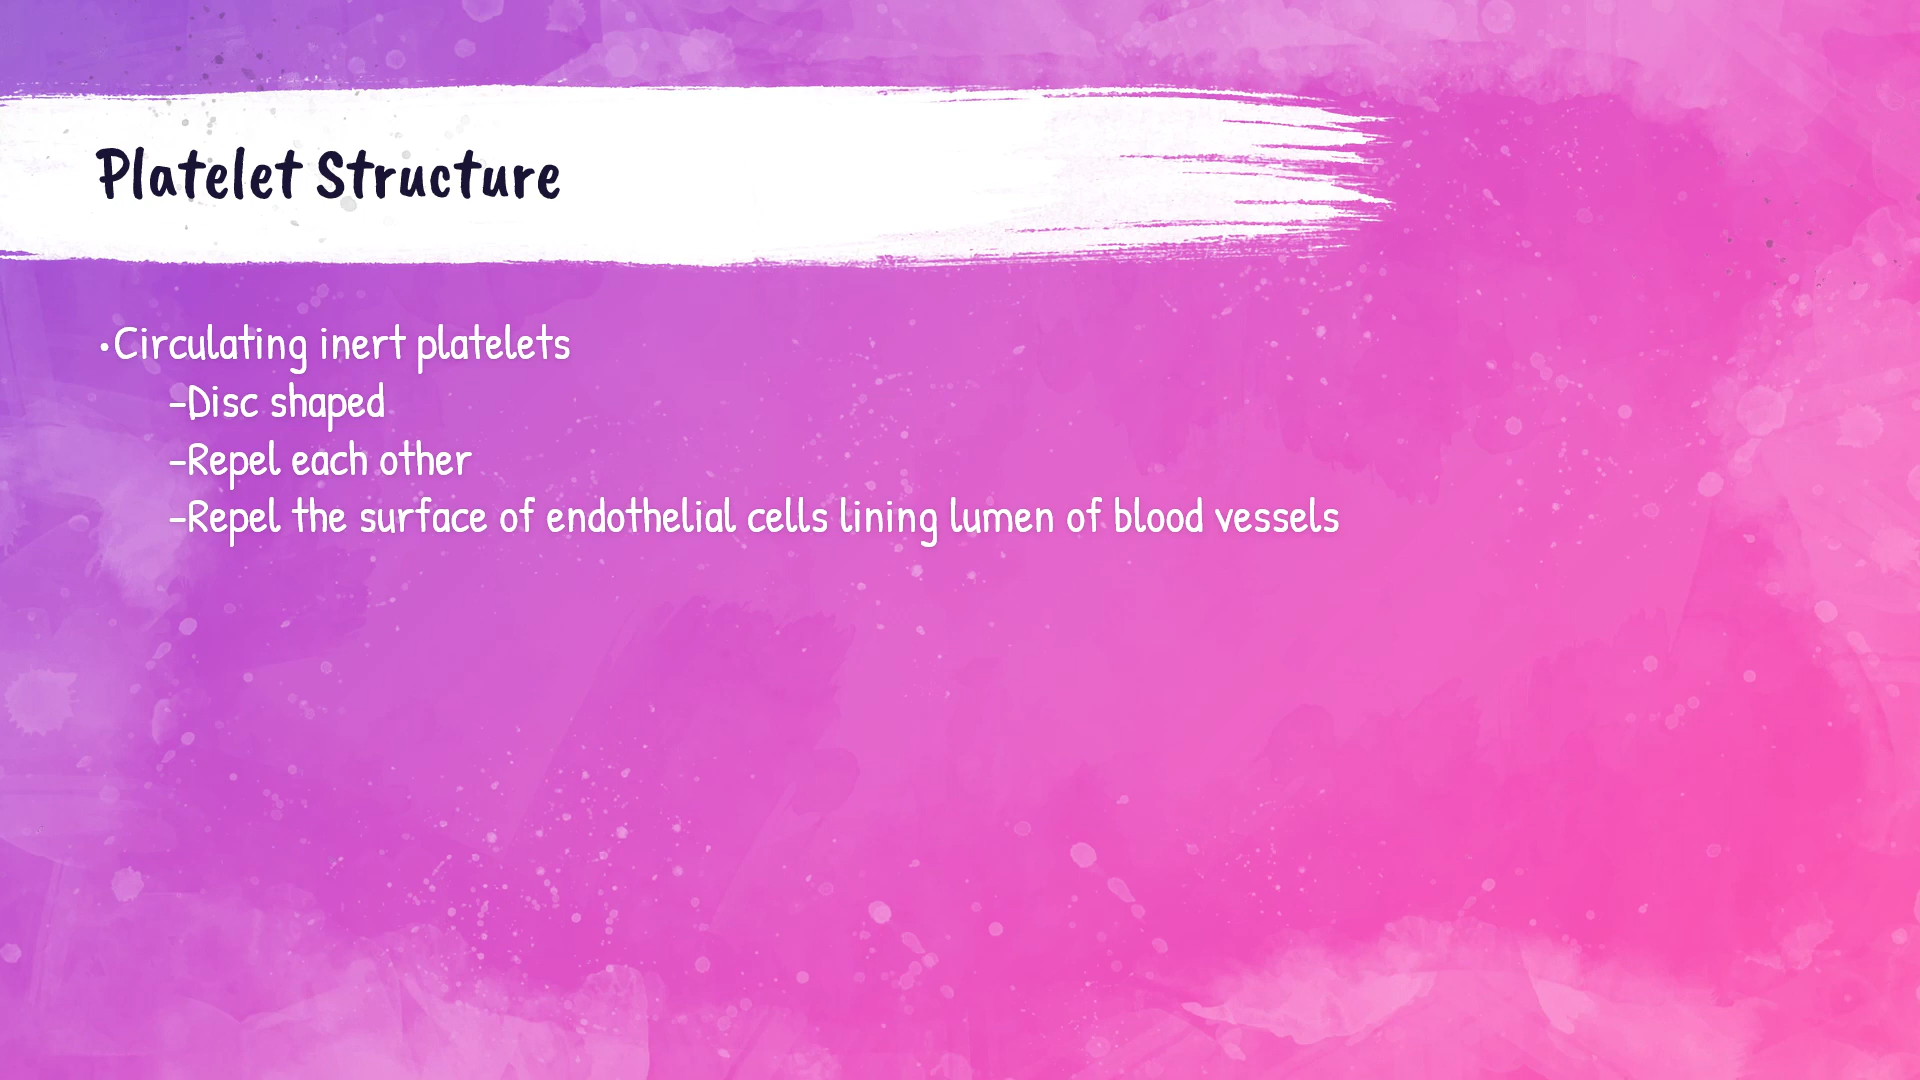 Platelet Structure
•Circulating inert platelets
–Disc shaped
–Repel each other
–Repel the surface of endothelial cells lining lumen of blood vessels